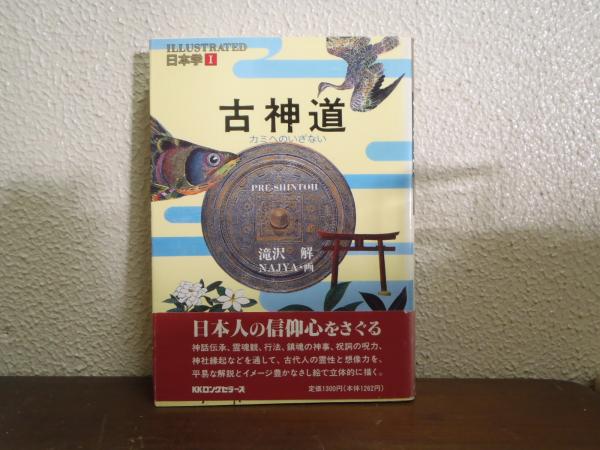 ILLUSTRATED
日本学 I
古神道
カミへのいざない
PRE-SHINTOH
滝沢 解
NAJYA・画
日本人の信仰心をさぐる
神話伝承、霊魂観、行法、鎮魂の神事、祝詞の呪力、
神社縁起などを通して、古代人の霊性と想像力を、
平易な解説とイメージ豊かなさし絵で立体的に描く。
KKロングセラーズ
定価1300円(本体1262円)